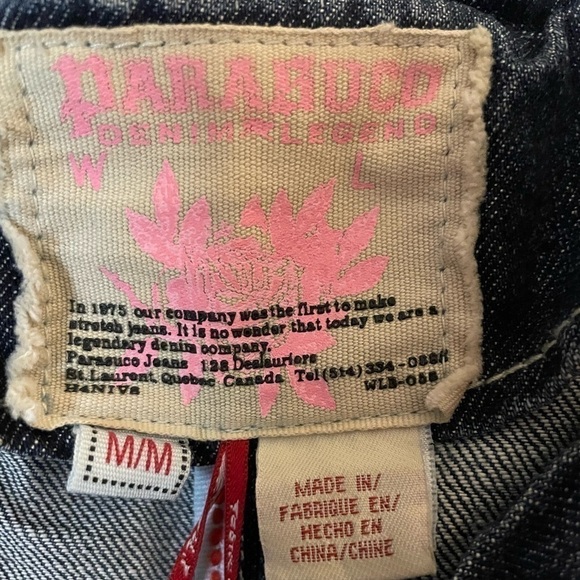 PARASUCO
DENIM LEGEND
W L
In 1975 our company was the first to make
stretch jeans. It is no wonder that today we are a
legendary denim company.
Parasuco Jeans 128 Deslauriers
St Laurent, Quebec Canada Tel (514) 334-0888
WLB-058
M/M
MADE IN/
FABRIQUE EN/
HECHO EN
CHINA/CHINE